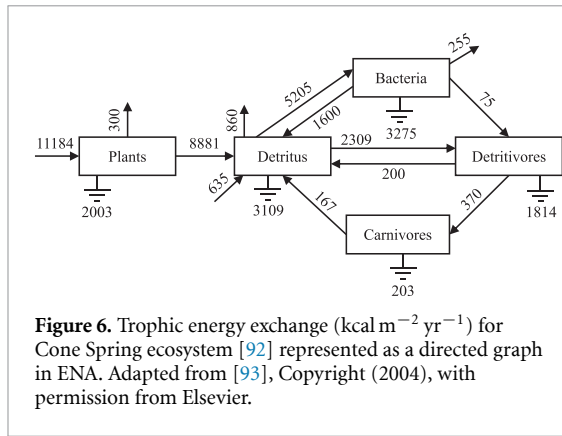 255
Bacteria
5205
860
1600
75
300
3275
11184
Plants
8881
Detritus
2309
Detritivores
200
635
2003
3109
167
370
1814
Carnivores
203
Figure 6. Trophic energy exchange (kcal m⁻² yr⁻¹) for
Cone Spring ecosystem [92] represented as a directed graph
in ENA. Adapted from [93], Copyright (2004), with
permission from Elsevier.